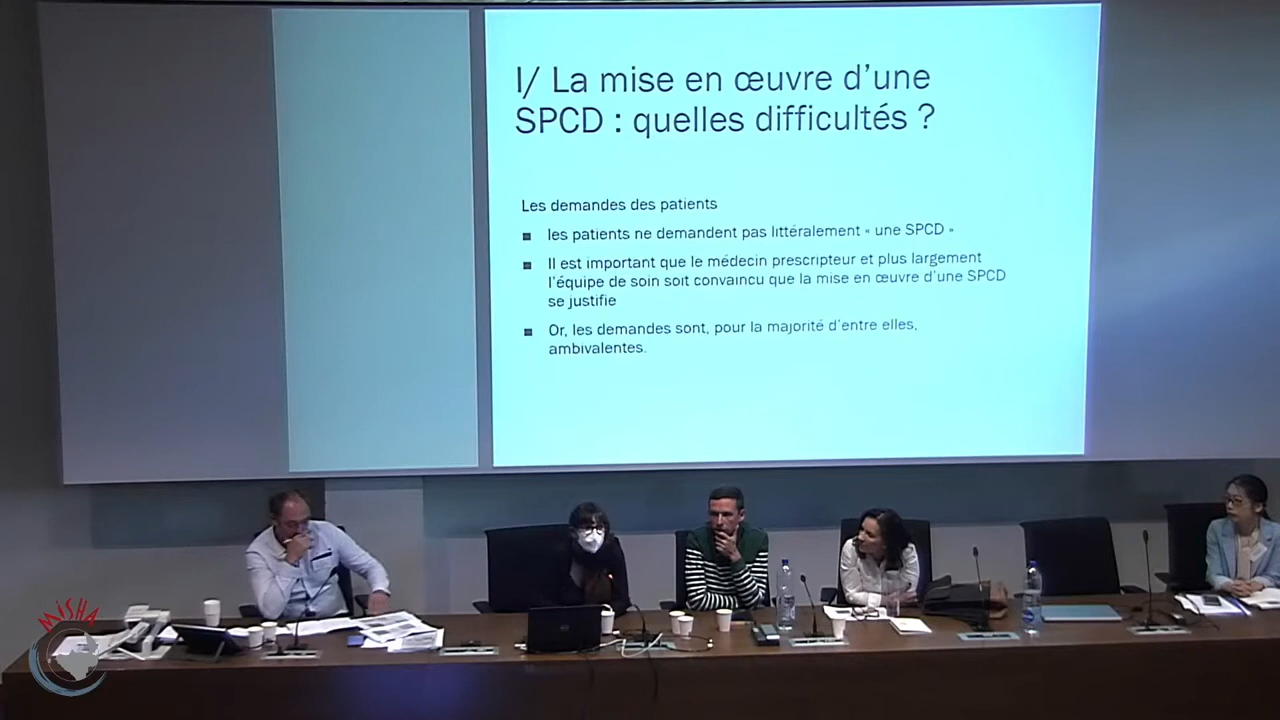 I/ La mise en œuvre d’une
SPCD : quelles difficultés ?
Les demandes des patients
■ les patients ne demandent pas littéralement « une SPCD »
■ Il est important que le médecin prescripteur et plus largement
l’équipe de soin soit convaincu que la mise en œuvre d’une SPCD
se justifie
■ Or, les demandes sont, pour la majorité d’entre elles,
ambivalentes.
MiSHA